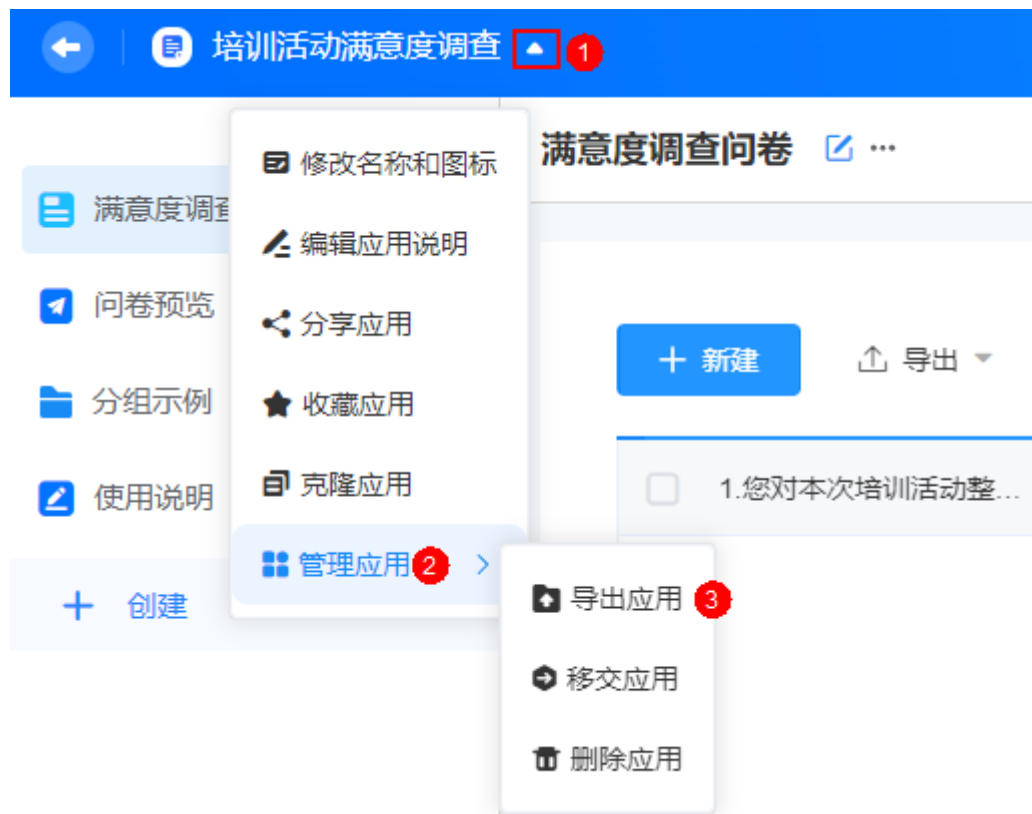 培训活动满意度调查 1
修改名称和图标
满意度调查问卷 ...
满意度调查
编辑应用说明
问卷预览
分享应用
+ 新建
导出
分组示例
收藏应用
使用说明
克隆应用
1.您对本次培训活动整...
管理应用 2 >
+ 创建
导出应用 3
移交应用
删除应用